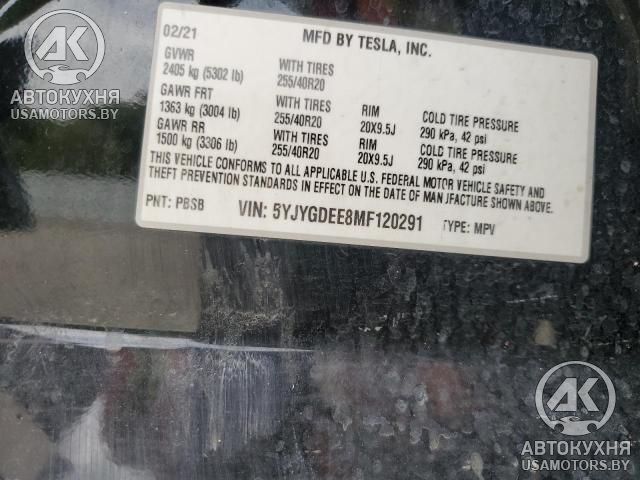 AK
АВТОКУХНЯ
USAMOTORS.BY
02/21
MFD BY TESLA, INC.
GVWR
2405 kg (5302 lb)
WITH TIRES
255/40R20
GAWR FRT
1363 kg (3004 lb)
WITH TIRES
255/40R20
RIM
20X9.5J
COLD TIRE PRESSURE
290 kPa, 42 psi
GAWR RR
1500 kg (3306 lb)
WITH TIRES
255/40R20
RIM
20X9.5J
COLD TIRE PRESSURE
290 kPa, 42 psi
THIS VEHICLE CONFORMS TO ALL APPLICABLE U.S. FEDERAL MOTOR VEHICLE SAFETY AND
THEFT PREVENTION STANDARDS IN EFFECT ON THE DATE OF MANUFACTURE SHOWN ABOVE.
PNT: PBSB
VIN: 5YJYGDEE8MF120291
TYPE: MPV
AK
АВТОКУХНЯ
USAMOTORS.BY